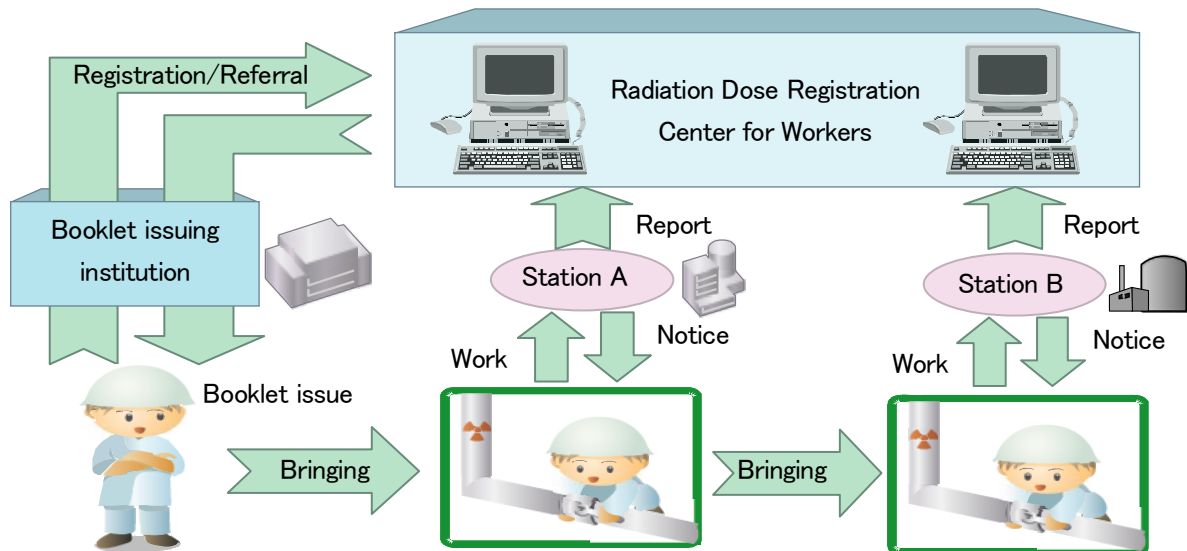 Registration/Referral
Radiation Dose Registration
Center for Workers
Booklet issuing
institution
Report
Station A
Notice
Work
Report
Station B
Notice
Work
Booklet issue
Bringing
Bringing